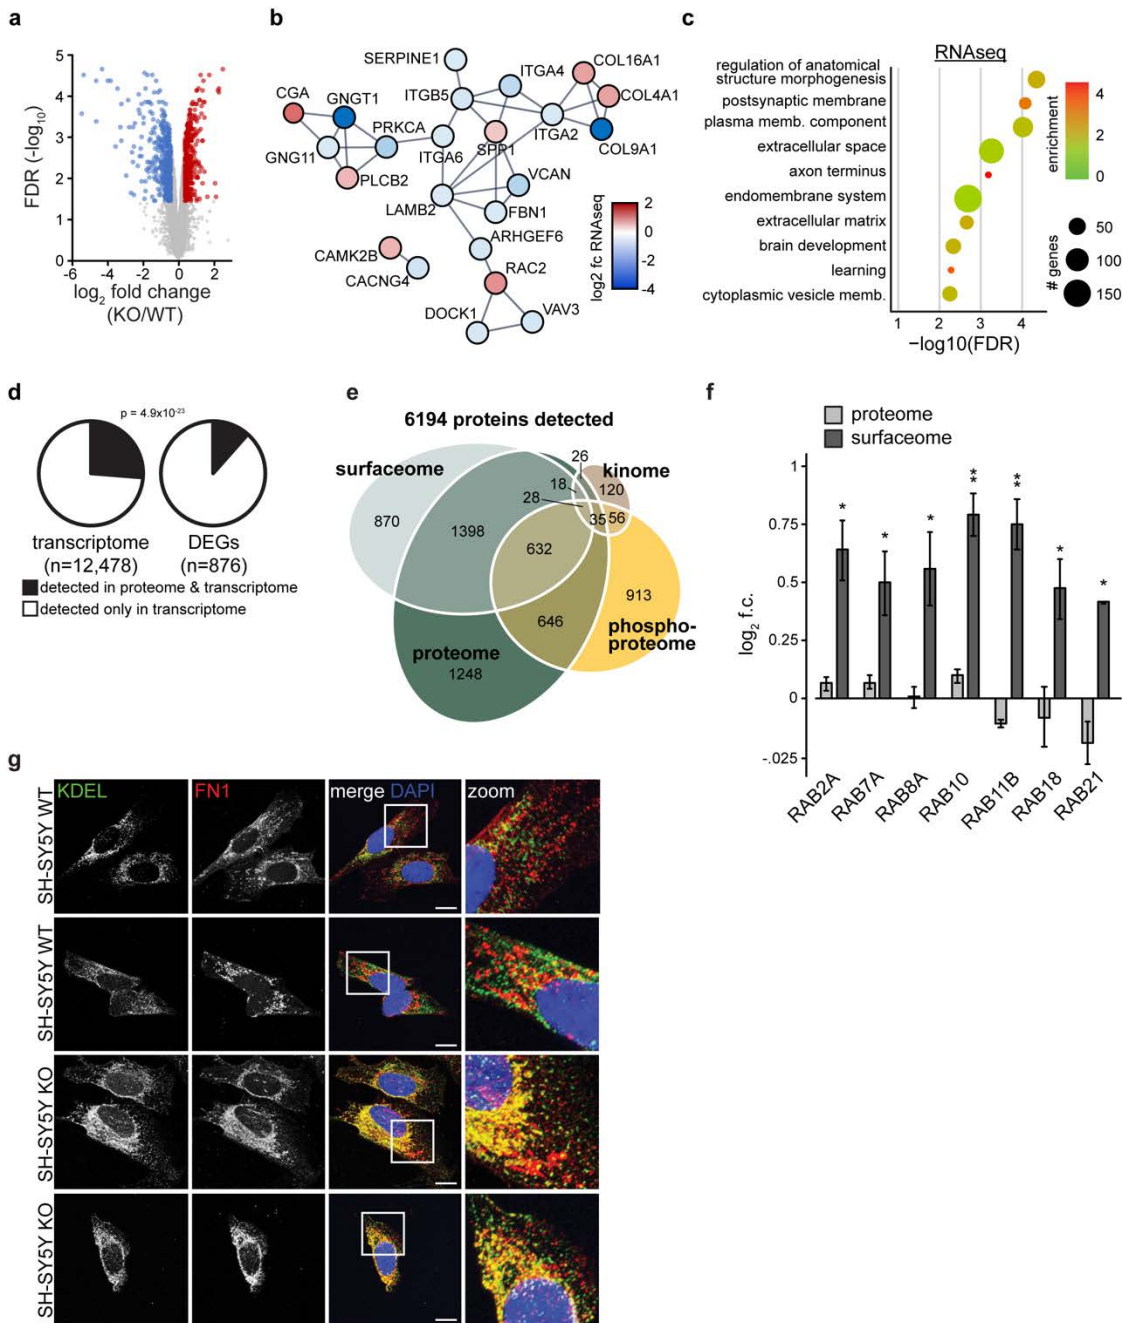 a
5
4
3
2
1
0
-6
-4
-2
0
2
FDR (-log10)
log2 fold change
(KO/WT)
b
SERPINE1
ITGA4
COL16A1
CGA
GNGT1
ITGB5
COL4A1
PRKCA
ITGA2
GNG11
ITGA6
SPP1
COL9A1
PLCB2
VCAN
LAMB2
FBN1
ARHGEF6
CAMK2B
RAC2
CACNG4
DOCK1
VAV3
log2 fc RNAseq
2
0
-2
-4
c
RNAseq
regulation of anatomical
structure morphogenesis
postsynaptic membrane
plasma memb. component
extracellular space
axon terminus
endomembrane system
extracellular matrix
brain development
learning
cytoplasmic vesicle memb.
1 2 3 4
−log10(FDR)
enrichment
4
2
0
# genes
50
100
150
d
p = 4.9x10-23
transcriptome
(n=12,478)
DEGs
(n=876)
detected in proteome & transcriptome
detected only in transcriptome
e
6194 proteins detected
surfaceome
26
kinome
18
120
28
35
56
870
1398
632
913
646
phospho-
proteome
proteome
1248
f
proteome
surfaceome
1
0.75
0.5
0.25
0
-.025
log2 f.c.
* * * ** ** * *
RAB2A
RAB7A
RAB8A
RAB10
RAB11B
RAB18
RAB21
g
KDEL
FN1
merge DAPI
zoom
SH-SY5Y WT
SH-SY5Y WT
SH-SY5Y KO
SH-SY5Y KO